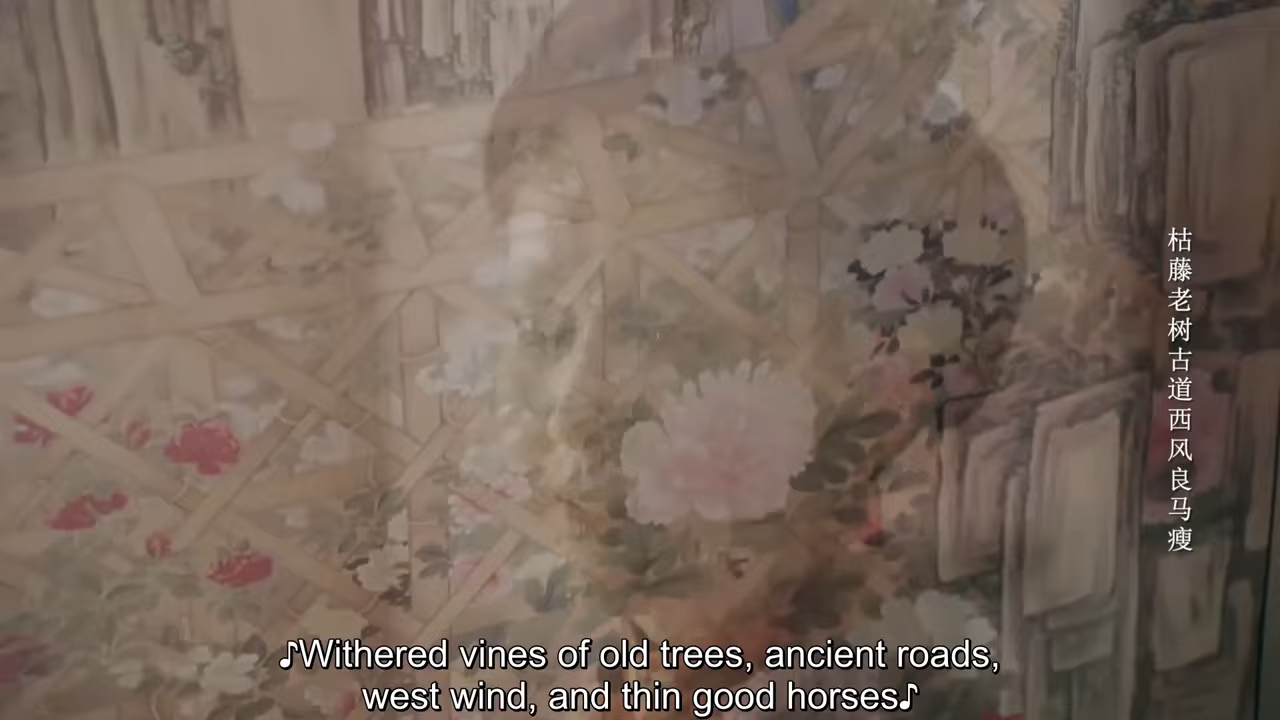 枯藤老树古道西风良马瘦
♪Withered vines of old trees, ancient roads,
west wind, and thin good horses♪